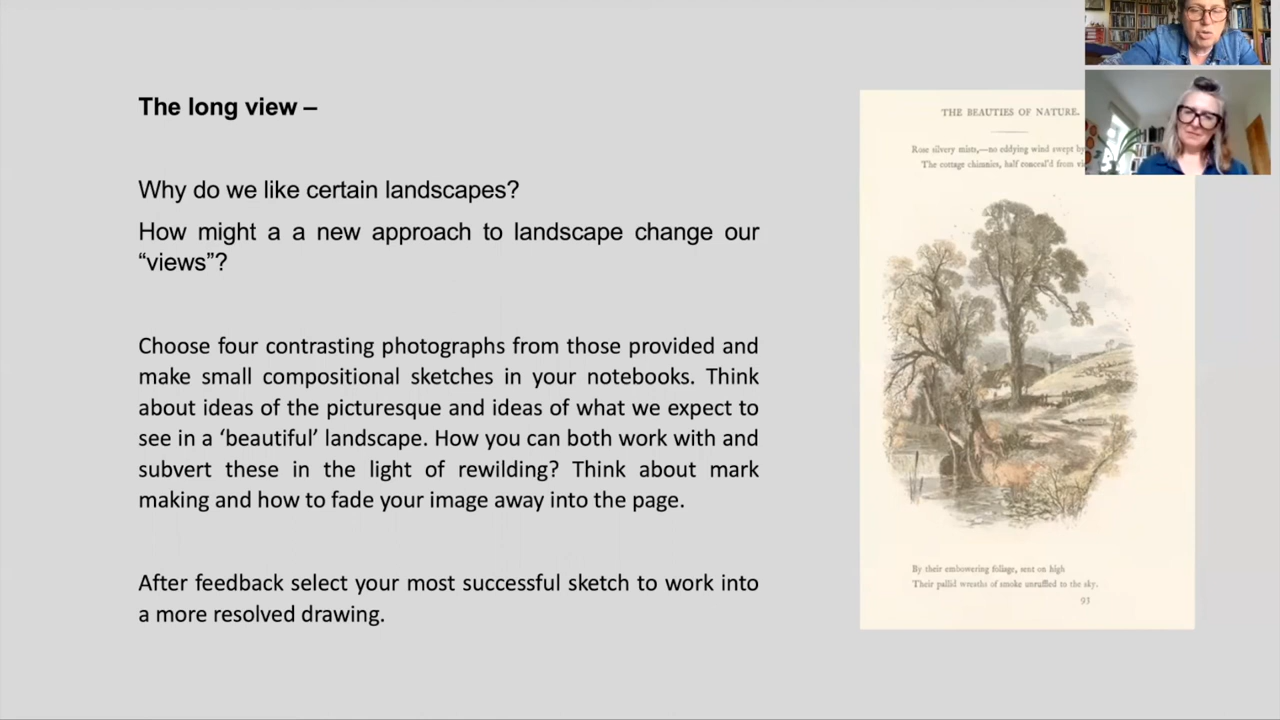 The long view –
Why do we like certain landscapes?
How might a a new approach to landscape change our
“views”?
Choose four contrasting photographs from those provided and
make small compositional sketches in your notebooks. Think
about ideas of the picturesque and ideas of what we expect to
see in a ‘beautiful’ landscape. How you can both work with and
subvert these in the light of rewilding? Think about mark
making and how to fade your image away into the page.
After feedback select your most successful sketch to work into
a more resolved drawing.
THE BEAUTIES OF NATURE.
Rose silvery mists,—no eddying wind swept by
The cottage chimnies, half conceal’d from
By their embowering foliage, sent on high
Their pallid wreaths of smoke unruffled to the sky.
93